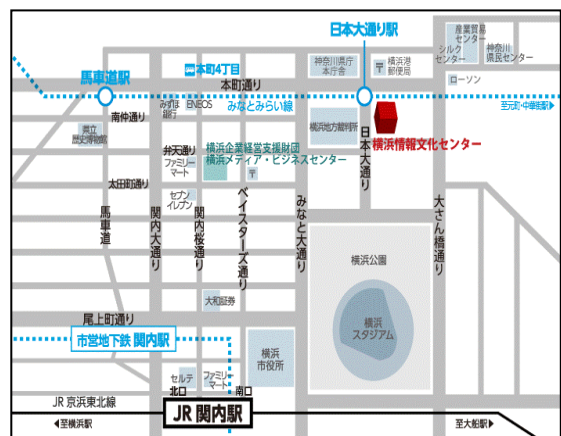 日本大通り駅
産業貿易
センター
シルク
センター
神奈川
県民センター
神奈川県庁
本庁舎
横浜港
郵便局
馬車道駅
本町4丁目
本町通り
ローソン
みずほ
銀行
ENEOS
みなとみらい線
至元町・中華街駅
南仲通り
県立
歴史博物館
横浜地方裁判所
日本大通り
横浜情報文化センター
弁天通り
ファミリー
マート
横浜企業経営支援財団
横浜メディア・ビジネスセンター
太田町通り
セブン
イレブン
馬車道
関内大通り
関内桜通り
ベイスターズ通り
みなと大通り
大さん橋通り
横浜公園
横浜
スタジアム
大和証券
尾上町通り
市営地下鉄 関内駅
横浜
市役所
セルテ
ファミリー
マート
北口
南口
JR 京浜東北線
JR 関内駅
至横浜駅
至大船駅